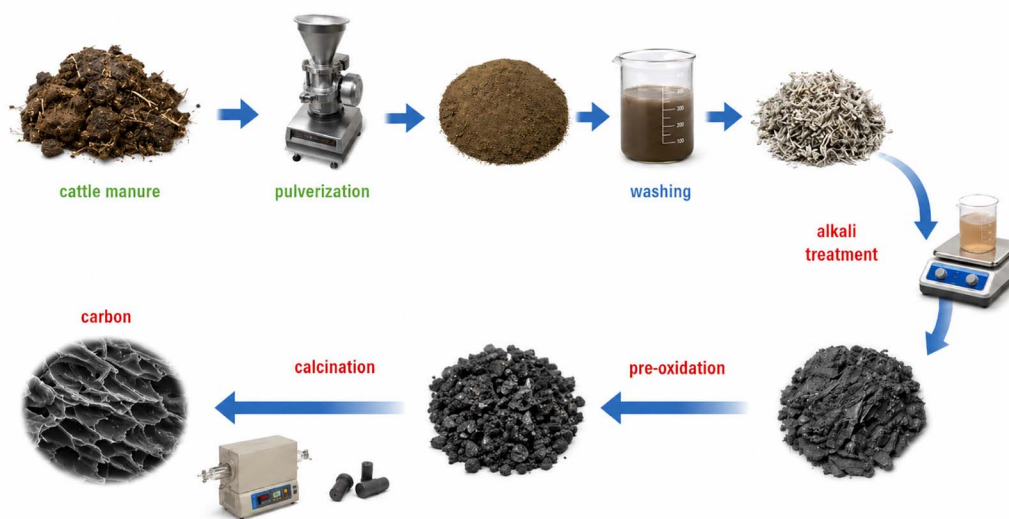 cattle manure
pulverization
washing
alkali
treatment
carbon
calcination
pre-oxidation